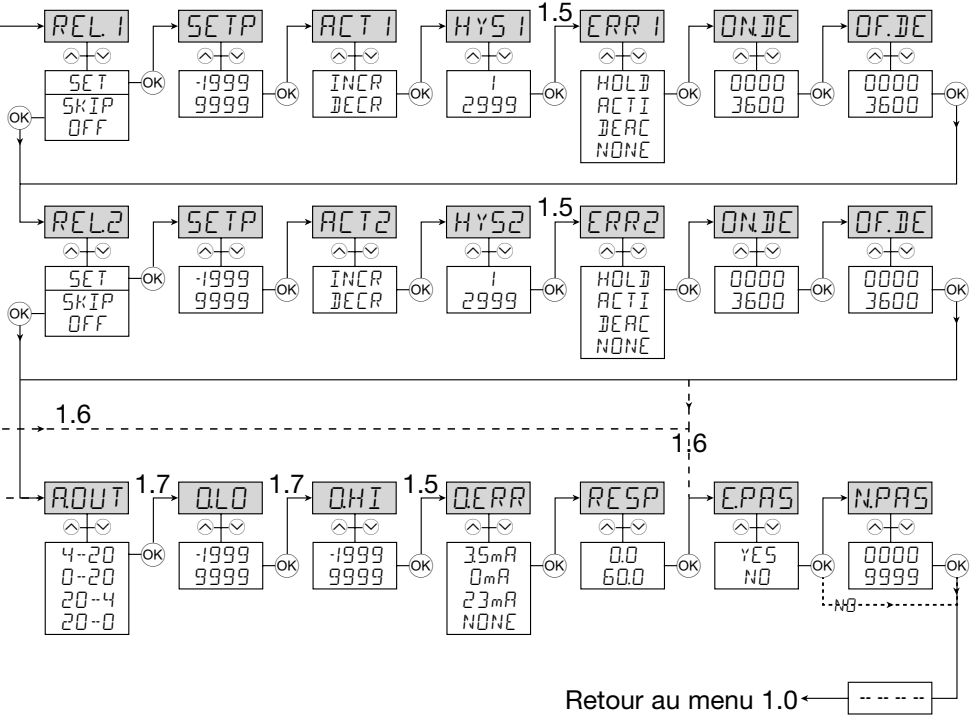 1.5
REL.1 SETP ACT1 HYS1 ERR1 ON.DE OF.DE
SET -1999 INCR 1 HOLD 0000 0000
SKIP 9999 DECR 2999 ACTI 3600 3600
OFF DEAC
NONE
OK OK OK OK OK OK OK OK
1.5
REL.2 SETP ACT2 HYS2 ERR2 ON.DE OF.DE
SET -1999 INCR 1 HOLD 0000 0000
SKIP 9999 DECR 2999 ACTI 3600 3600
OFF DEAC
NONE
OK OK OK OK OK OK OK OK
1.6
1.6
1.7 1.7 1.5
A.OUT O.LO O.HI O.ERR RESP E.PAS N.PAS
4--20 -1999 -1999 3.5mA 0.0 YES 0000
0--20 9999 9999 0mA 60.0 NO 9999
20--4 23mA
20--0 NONE
OK OK OK OK OK OK OK
NO
Retour au menu 1.0 -- -- -- --